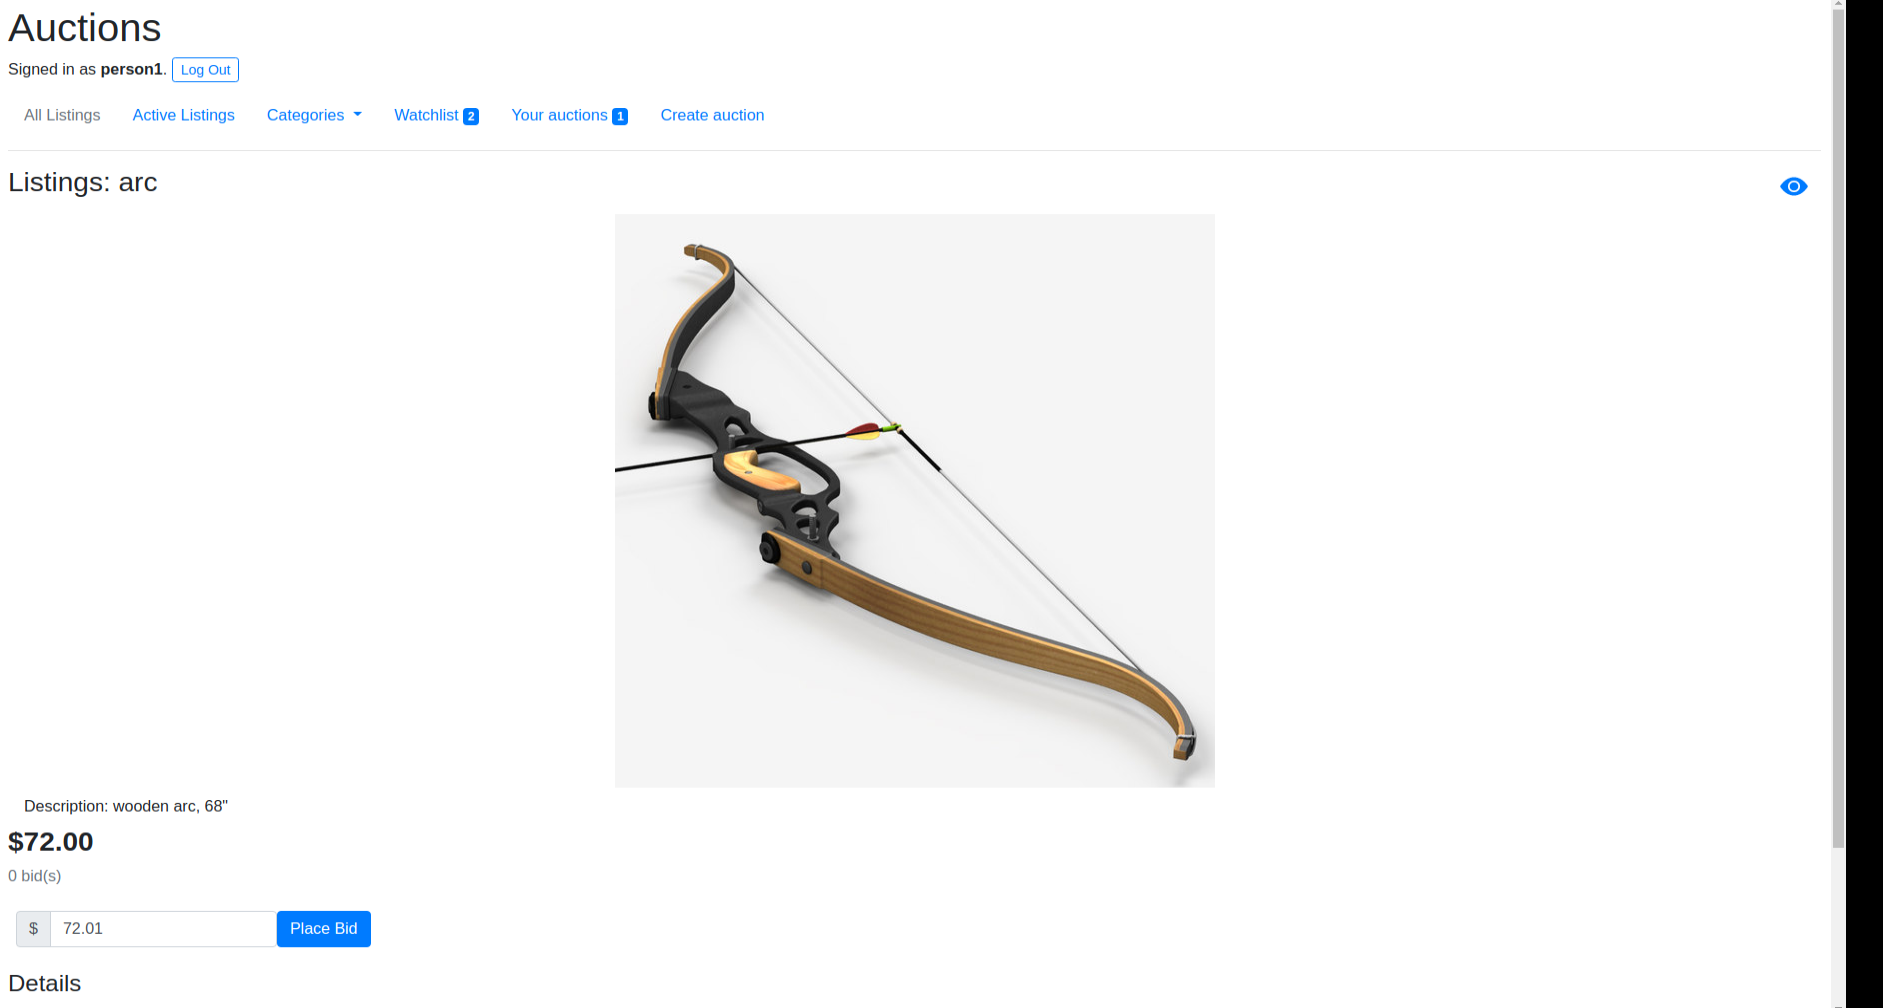 Auctions
Signed in as person1. Log Out
All Listings Active Listings Categories Watchlist 2 Your auctions 1 Create auction
Listings: arc
Description: wooden arc, 68"
$72.00
0 bid(s)
$ 72.01 Place Bid
Details